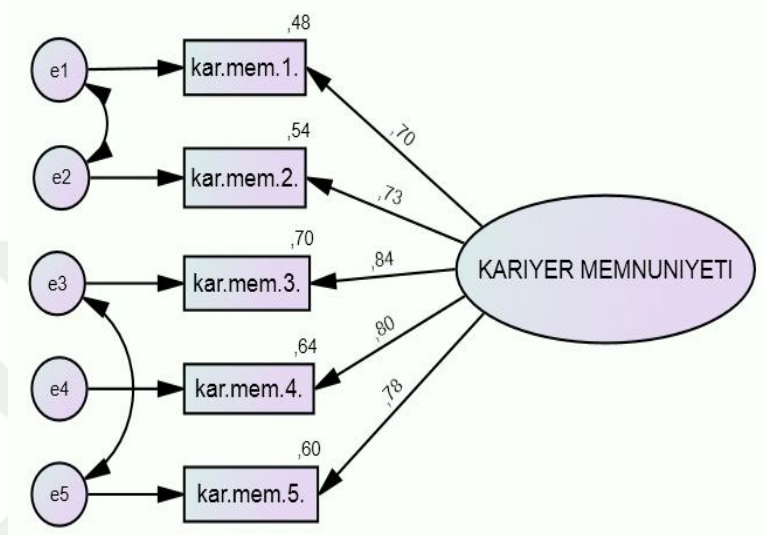 ,48
e1
kar.mem.1.
,70
,54
e2
kar.mem.2.
,73
,70
e3
kar.mem.3.
,84
KARIYER MEMNUNIYETI
,64
e4
kar.mem.4.
,80
,60
e5
kar.mem.5.
,78